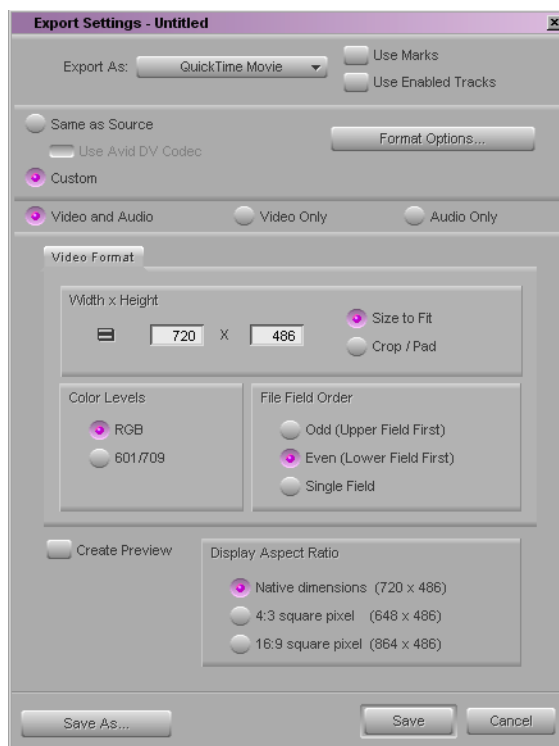 Export Settings - Untitled
Export As: QuickTime Movie
Use Marks
Use Enabled Tracks
Same as Source
Use Avid DV Codec
Format Options...
Custom
Video and Audio Video Only Audio Only
Video Format
Width x Height
720 X 486
Size to Fit
Crop / Pad
Color Levels
RGB
601/709
File Field Order
Odd (Upper Field First)
Even (Lower Field First)
Single Field
Create Preview
Display Aspect Ratio
Native dimensions (720 x 486)
4:3 square pixel (648 x 486)
16:9 square pixel (864 x 486)
Save As... Save Cancel